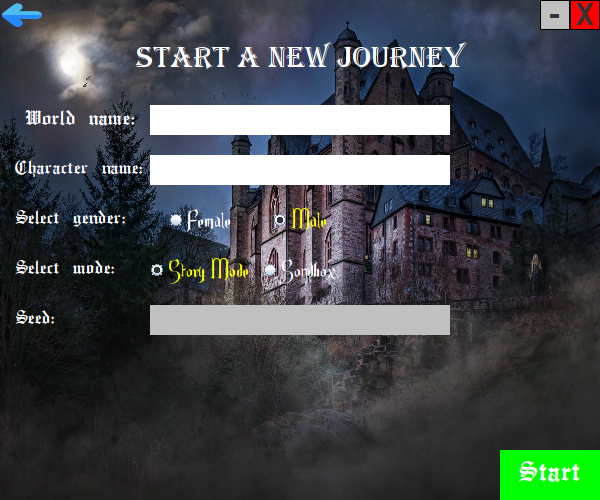 - X
START A NEW JOURNEY
World name:
Character name:
Select gender: Female Male
Select mode: Story Mode Sandbox
Seed:
Start